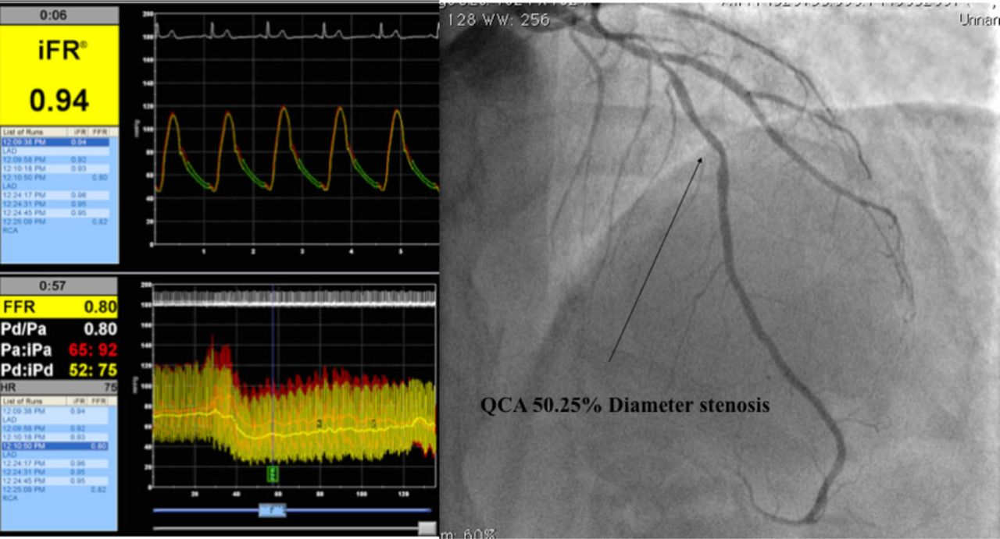 0:06
iFR®
0.94
List of Runs iFR FFR
12:09:38 PM 0.94
LAD
12:09:58 PM 0.92
12:10:18 PM 0.93
12:10:50 PM 0.80
LAD
12:24:17 PM 0.96
12:24:31 PM 0.95
12:24:45 PM 0.95
12:25:09 PM 0.82
RCA
200
180
160
140
120
100
80
60
40
20
0
mmHg
1 2 3 4 5
0:57
FFR 0.80
Pd/Pa 0.80
Pa:iPa 65: 92
Pd:iPd 52: 75
HR 75
List of Runs iFR FFR
12:09:38 PM 0.94
LAD
12:09:58 PM 0.92
12:10:18 PM 0.93
12:10:50 PM 0.80
LAD
12:24:17 PM 0.96
12:24:31 PM 0.95
12:24:45 PM 0.95
12:25:09 PM 0.82
RCA
200
180
160
140
120
100
80
60
40
20
0
mmHg
FFR
F
20 40 60 80 100 120
128 WW: 256
Unnan
QCA 50.25% Diameter stenosis
m: 60%